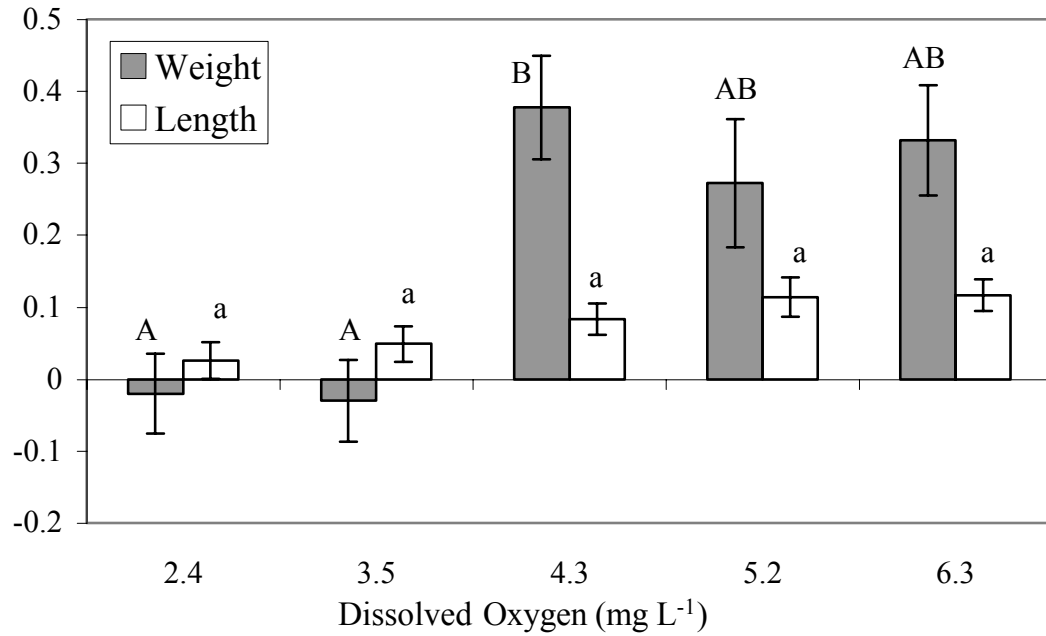 0.5
0.4
0.3
0.2
0.1
0
-0.1
-0.2
Weight
Length
A
a
A
a
B
a
AB
a
AB
a
2.4 3.5 4.3 5.2 6.3
Dissolved Oxygen (mg L⁻¹)